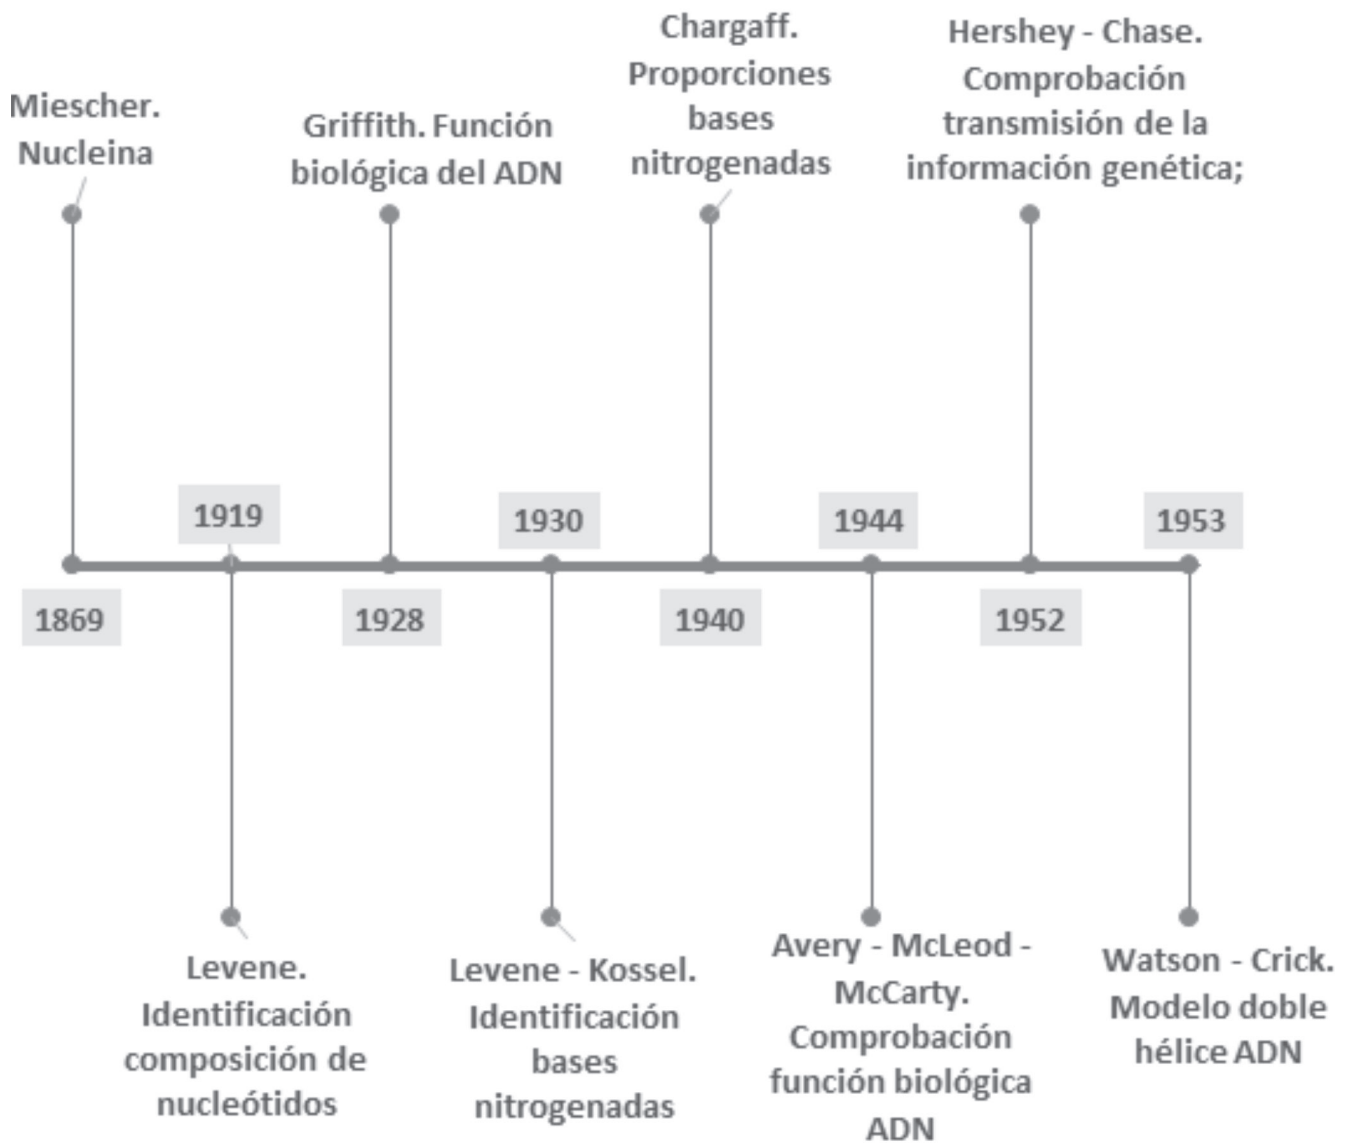 Miescher.
Nucleina
Griffith. Función
biológica del ADN
Chargaff.
Proporciones
bases
nitrogenadas
Hershey - Chase.
Comprobación
transmisión de la
información genética;
1919
1930
1944
1953
1869
1928
1940
1952
Levene.
Identificación
composición de
nucleótidos
Levene - Kossel.
Identificación
bases
nitrogenadas
Avery - McLeod -
McCarty.
Comprobación
función biológica
ADN
Watson - Crick.
Modelo doble
hélice ADN